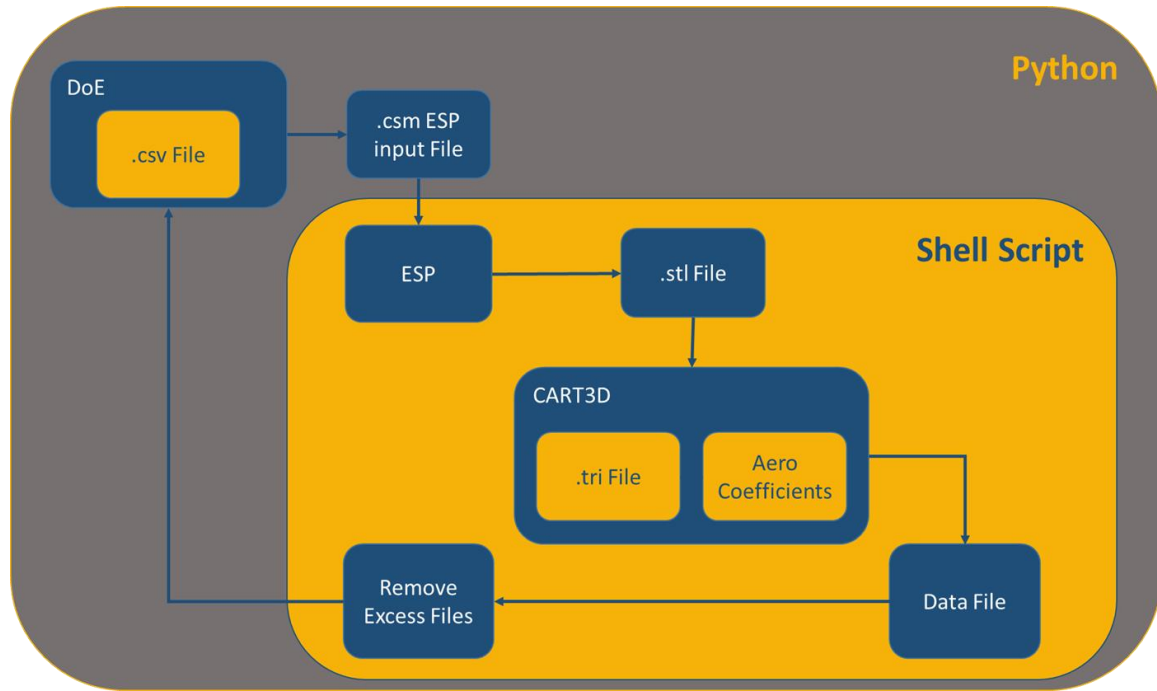 Python
DoE
.csv File
.csm ESP
input File
Shell Script
ESP
.stl File
CART3D
.tri File
Aero
Coefficients
Remove
Excess Files
Data File